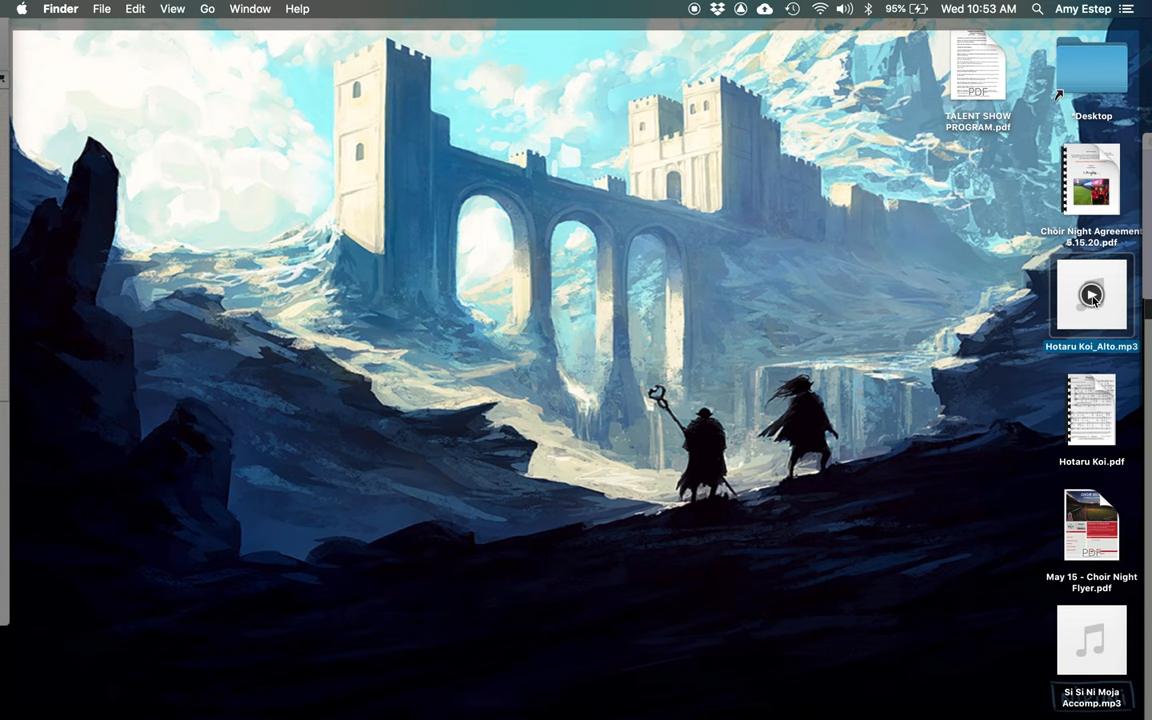 Finder File Edit View Go Window Help 95% Wed 10:53 AM Amy Estep
PDF
TALENT SHOW
PROGRAM.pdf
*Desktop
Choir Night Agreemen
5.15.20.pdf
Hotaru Koi_Alto.mp3
Hotaru Koi.pdf
PDF
May 15 - Choir Night
Flyer.pdf
Si Si Ni Moja
Accomp.mp3